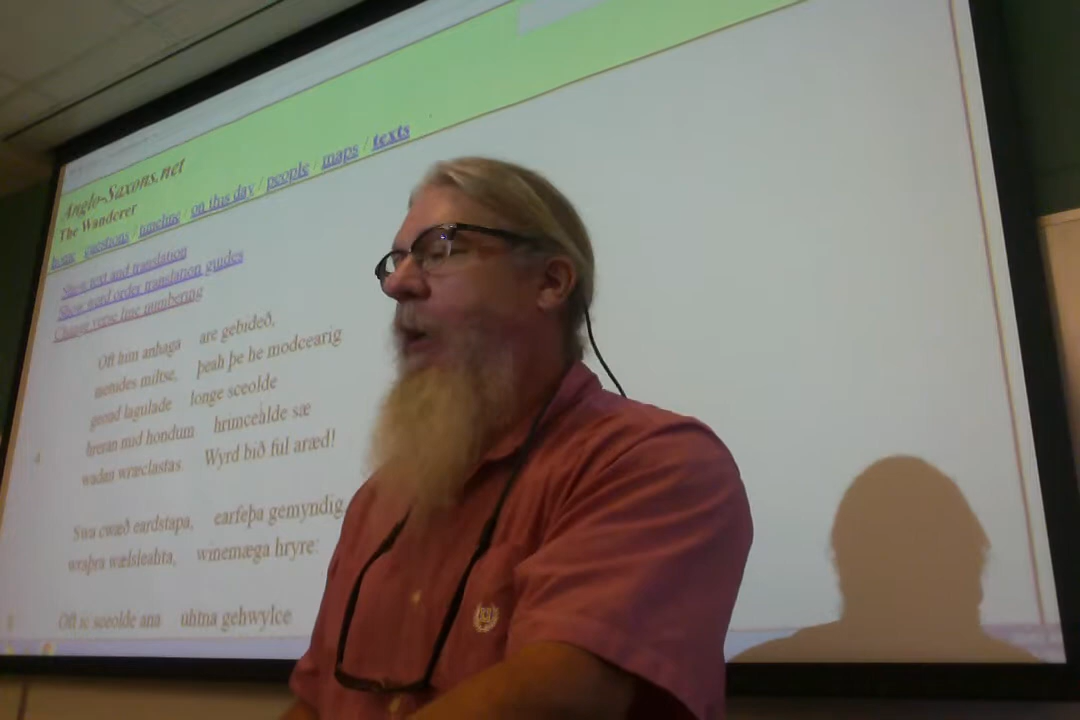 Anglo-Saxons.net
The Wanderer
home / questions / timeline / on this day / people / maps / texts
Show text and translation
Show word order translation guides
Change verse line numbering
Oft him anhaga are gebideð,
metudes miltse, þeah þe he modcearig
geond lagulade longe sceolde
hreran mid hondum hrimcealde sæ
4
wadan wræclastas. Wyrd bið ful aræd!
Swa cwæð eardstapa, earfeþa gemyndig,
wraþra wælsleahta, winemæga hryre:
Oft ic sceolde ana uhtna gehwylce